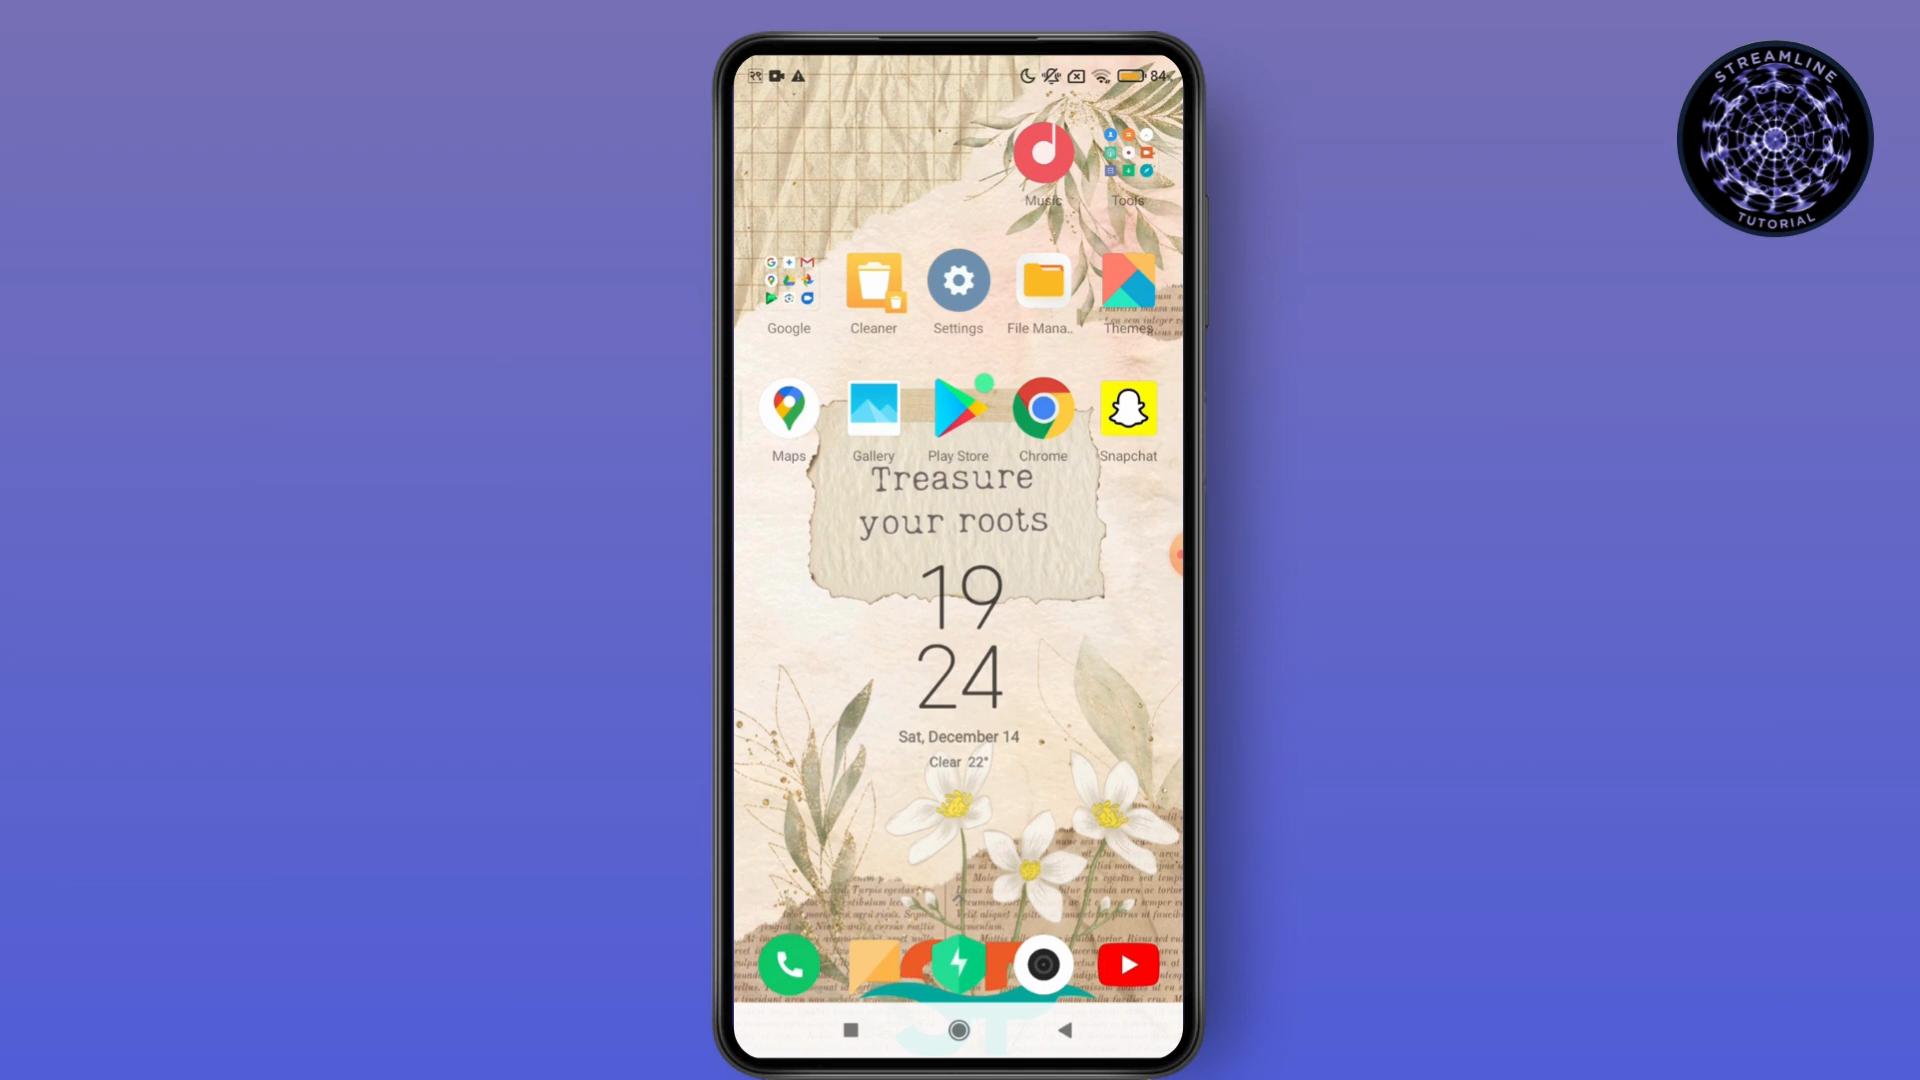 २९
84
STREAMLINE
TUTORIAL
Music
Tools
Google
Cleaner
Settings
File Mana..
Themes
Maps
Gallery
Play Store
Chrome
Snapchat
Treasure
your roots
19
24
Sat, December 14
Clear 22°